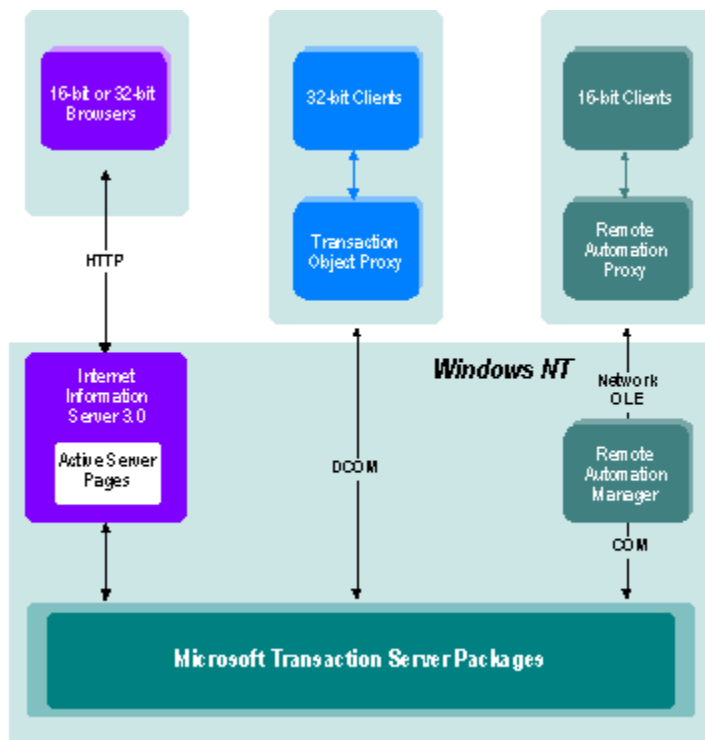 16-bit or 32-bit
Browsers
32-bit Clients
16-bit Clients
Transaction
Object Proxy
Remote
Automation
Proxy
HTTP
Windows NT
Internet
Information
Server 3.0
Active Server
Pages
DCOM
Network
OLE
Remote
Automation
Manager
COM
Microsoft Transaction Server Packages